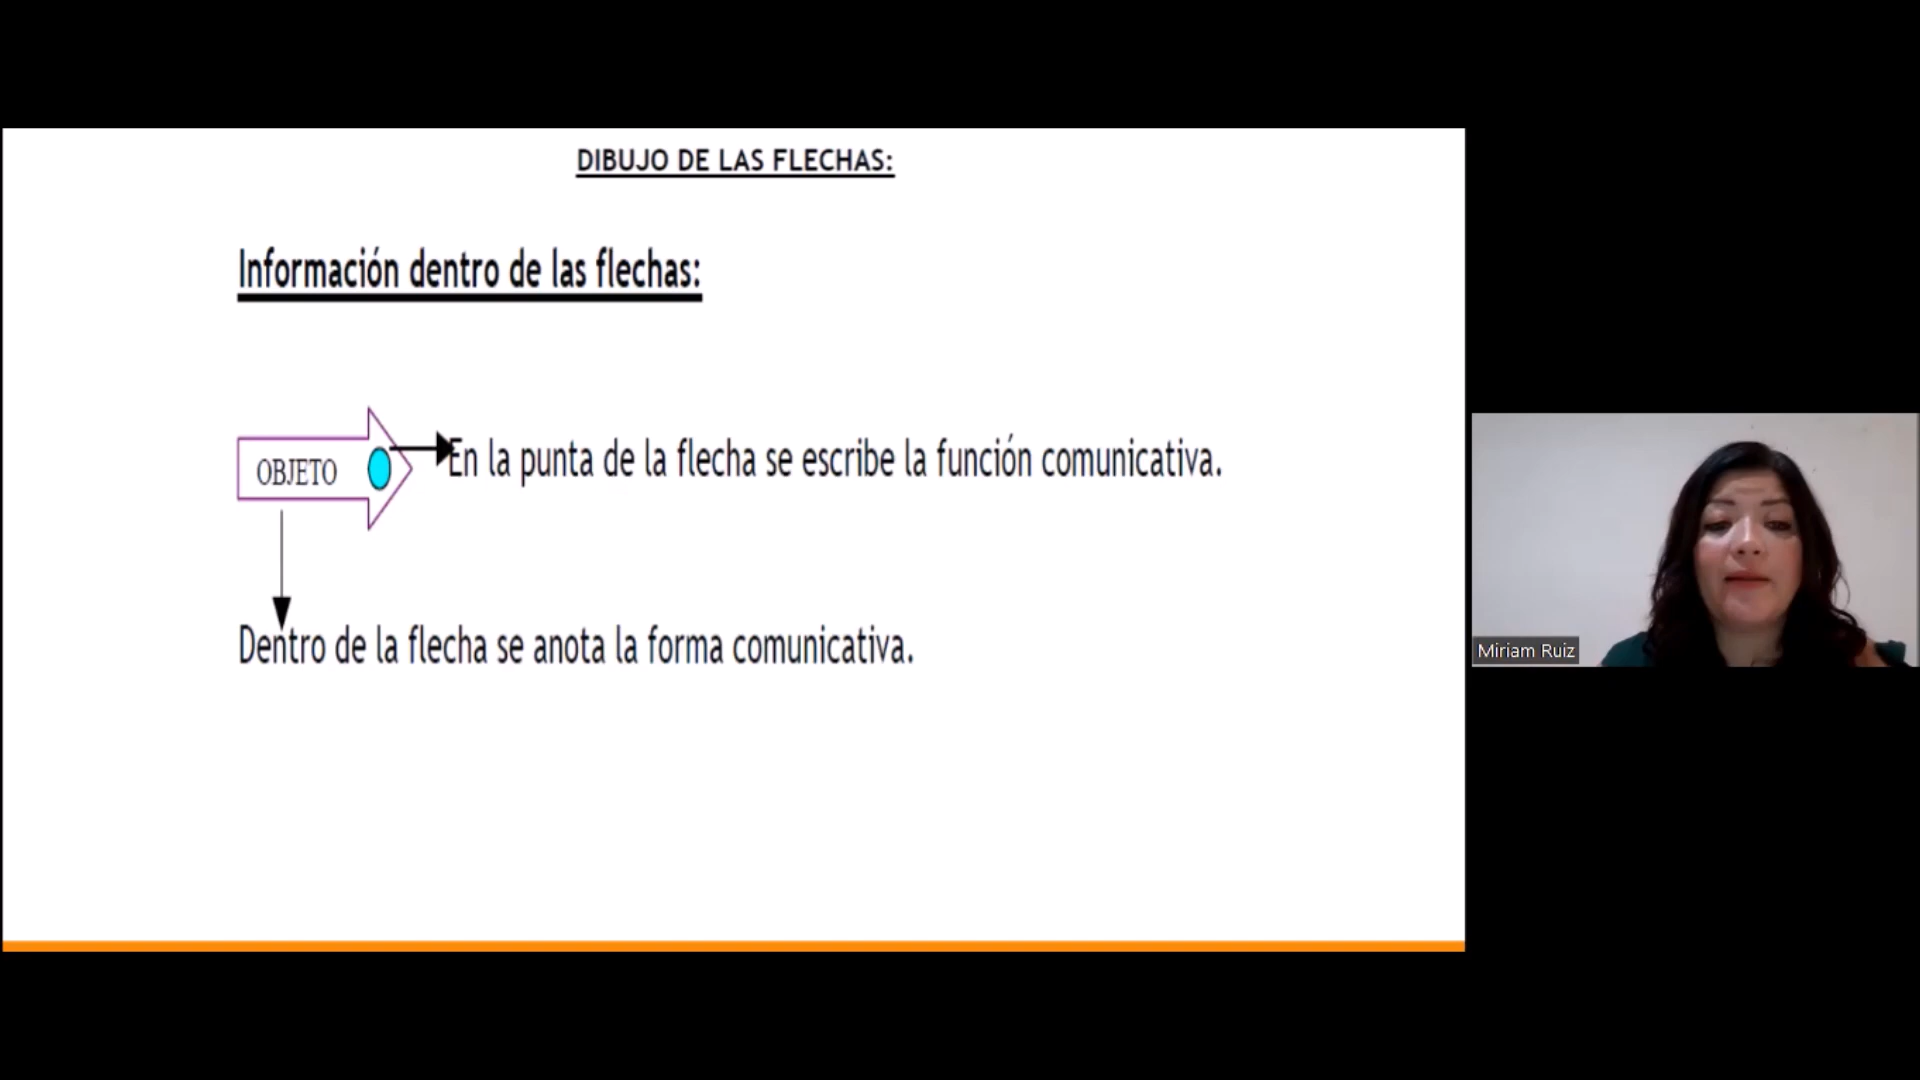 DIBUJO DE LAS FLECHAS:
Información dentro de las flechas:
OBJETO
En la punta de la flecha se escribe la función comunicativa.
Dentro de la flecha se anota la forma comunicativa.
Miriam Ruiz